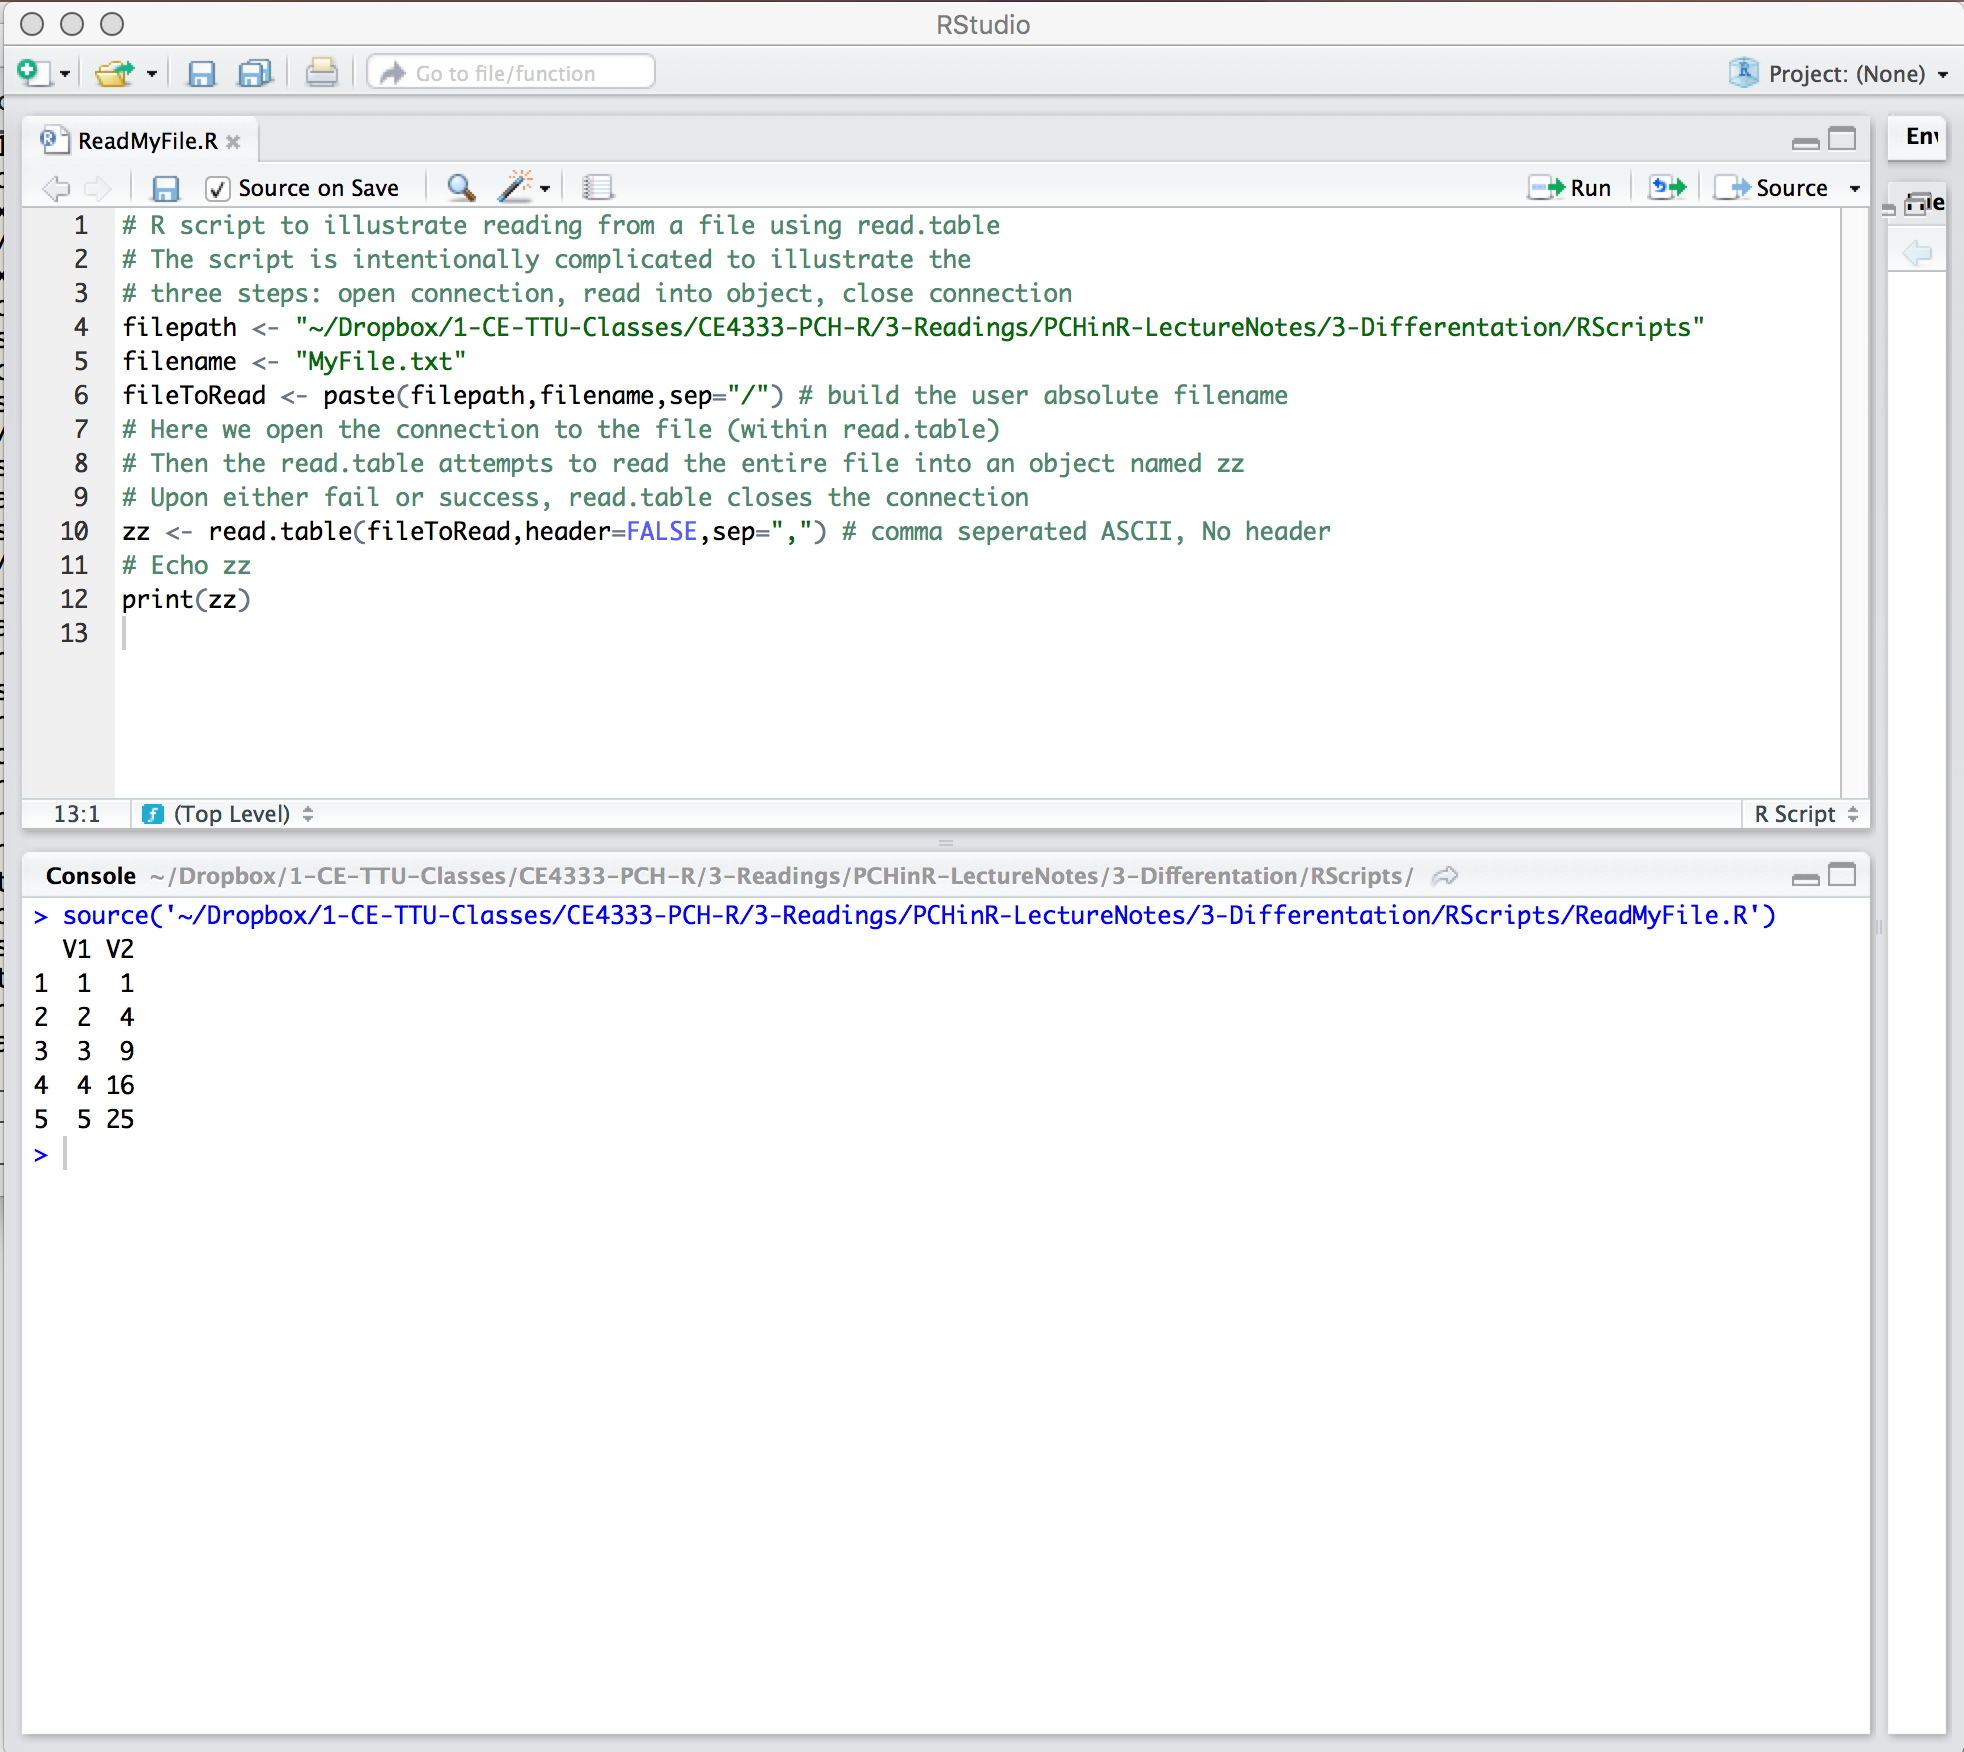 RStudio
Go to file/function
Project: (None)
ReadMyFile.R
Source on Save
Run
Source
1 # R script to illustrate reading from a file using read.table
2 # The script is intentionally complicated to illustrate the
3 # three steps: open connection, read into object, close connection
4 filepath <- "~/Dropbox/1-CE-TTU-Classes/CE4333-PCH-R/3-Readings/PCHinR-LectureNotes/3-Differentation/RScripts"
5 filename <- "MyFile.txt"
6 fileToRead <- paste(filepath,filename,sep="/") # build the user absolute filename
7 # Here we open the connection to the file (within read.table)
8 # Then the read.table attempts to read the entire file into an object named zz
9 # Upon either fail or success, read.table closes the connection
10 zz <- read.table(fileToRead,header=FALSE,sep=",") # comma seperated ASCII, No header
11 # Echo zz
12 print(zz)
13
13:1 (Top Level)
R Script
Console ~/Dropbox/1-CE-TTU-Classes/CE4333-PCH-R/3-Readings/PCHinR-LectureNotes/3-Differentation/RScripts/
> source('~/Dropbox/1-CE-TTU-Classes/CE4333-PCH-R/3-Readings/PCHinR-LectureNotes/3-Differentation/RScripts/ReadMyFile.R')
V1 V2
1 1 1
2 2 4
3 3 9
4 4 16
5 5 25
>